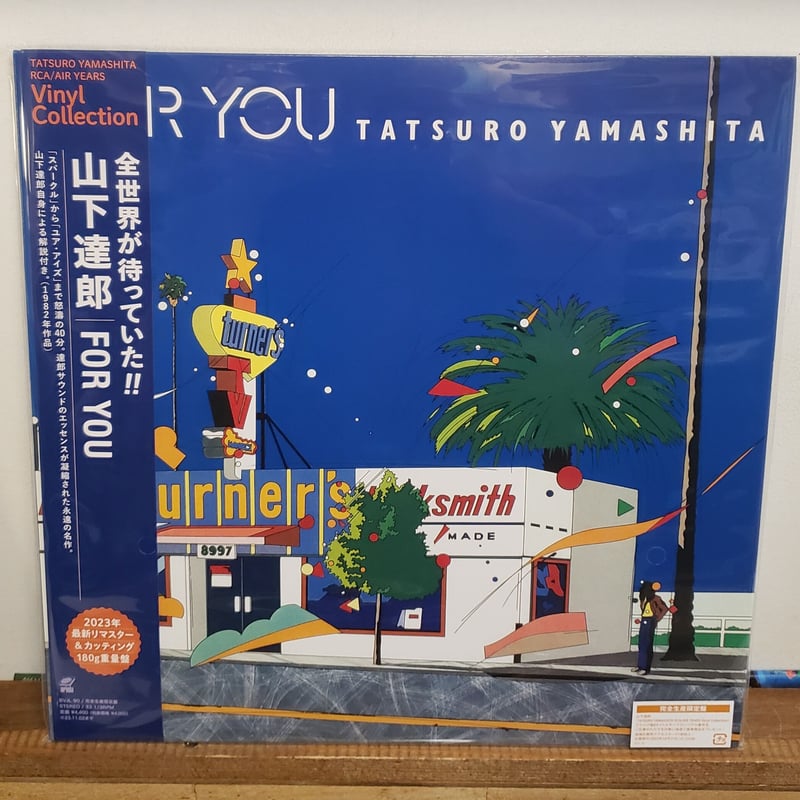 TATSURO YAMASHITA
RCA/AIR YEARS
Vinyl
Collection
全世界が待っていた!!
山下達郎 | FOR YOU
「スパークル」から「ユア・アイズ」まで怒濤の40分。達郎サウンドのエッセンスが凝縮された永遠の名作。
山下達郎自身による解説付き。(1982年作品)
2023年
最新リマスター
& カッティング
180g重量盤
STEREO / 33 1/3RPM
R YOU TATSURO YAMASHITA
turner's
urner's
cksmith
MADE
8997
完全生産限定盤